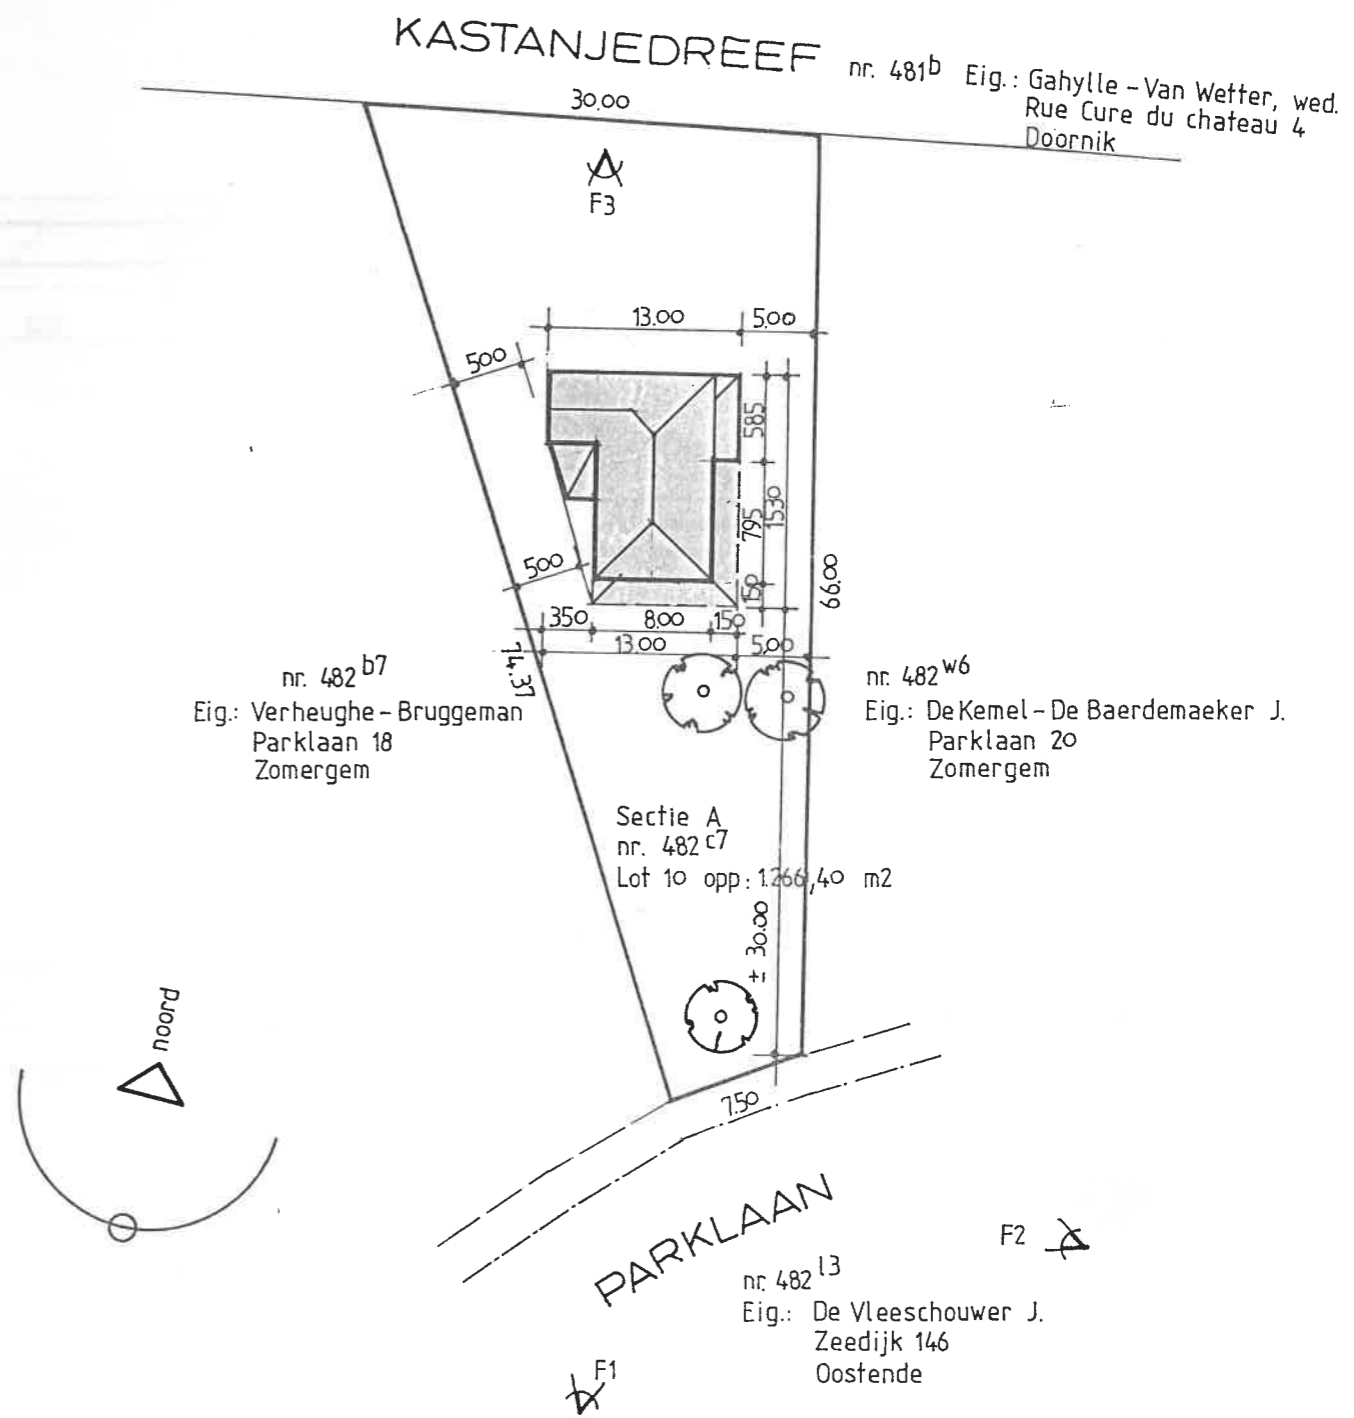 KASTANJEDREEF
nr. 481b Eig.: Gahylle - Van Wetter, wed.
Rue Cure du chateau 4
Doornik
30.00
F3
13.00
5.00
500
585
795
1530
150
500
66.00
350
8.00
150
13.00
5.00
74.37
nr. 482 b7
Eig.: Verheughe - Bruggeman
Parklaan 18
Zomergem
nr. 482 w6
Eig.: De Kemel - De Baerdemaeker J.
Parklaan 20
Zomergem
Sectie A
nr. 482 c7
Lot 10 opp: 1.266,40 m2
± 30.00
noord
7.50
PARKLAAN
F2
nr. 482 l3
Eig.: De Vleeschouwer J.
Zeedijk 146
Oostende
F1